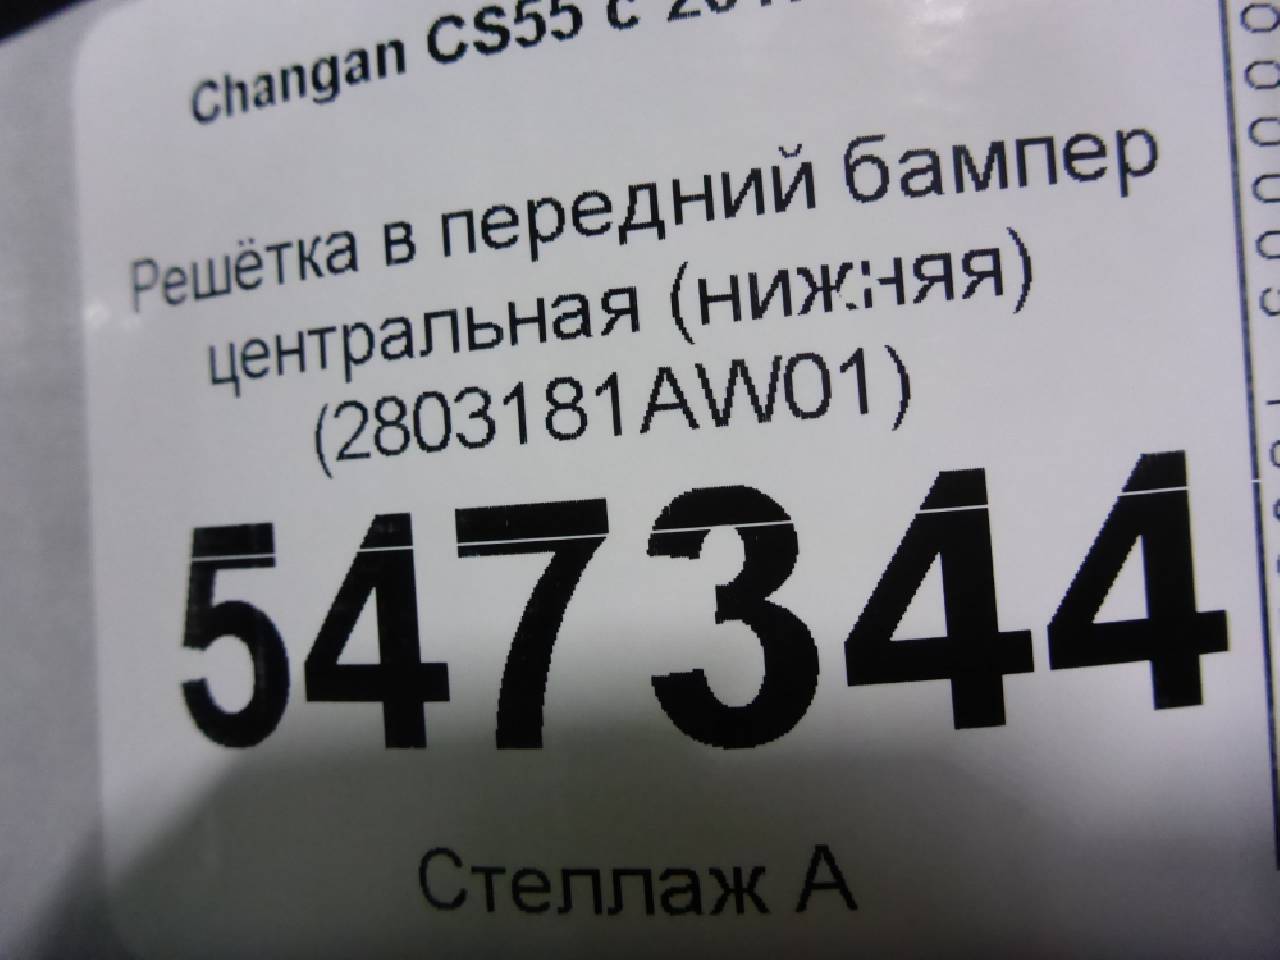 Changan CS55 с
Решётка в передний бампер
центральная (нижняя)
(2803181AW01)
547344
Стеллаж А